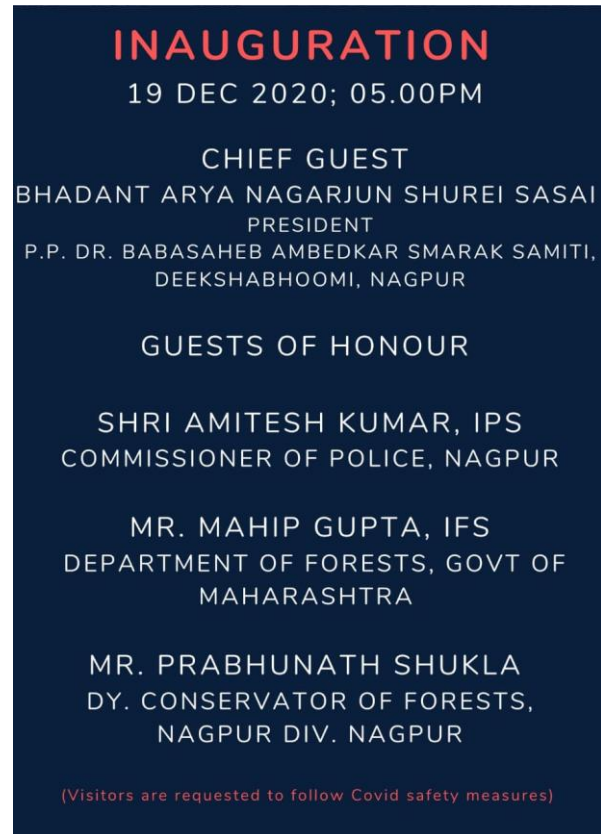 INAUGURATION
19 DEC 2020; 05.00PM
CHIEF GUEST
BHADANT ARYA NAGARJUN SHUREI SASAI
PRESIDENT
P.P. DR. BABASAHEB AMBEDKAR SMARAK SAMITI,
DEEKSHABHOOMI, NAGPUR
GUESTS OF HONOUR
SHRI AMITESH KUMAR, IPS
COMMISSIONER OF POLICE, NAGPUR
MR. MAHIP GUPTA, IFS
DEPARTMENT OF FORESTS, GOVT OF
MAHARASHTRA
MR. PRABHUNATH SHUKLA
DY. CONSERVATOR OF FORESTS,
NAGPUR DIV. NAGPUR
(Visitors are requested to follow Covid safety measures)